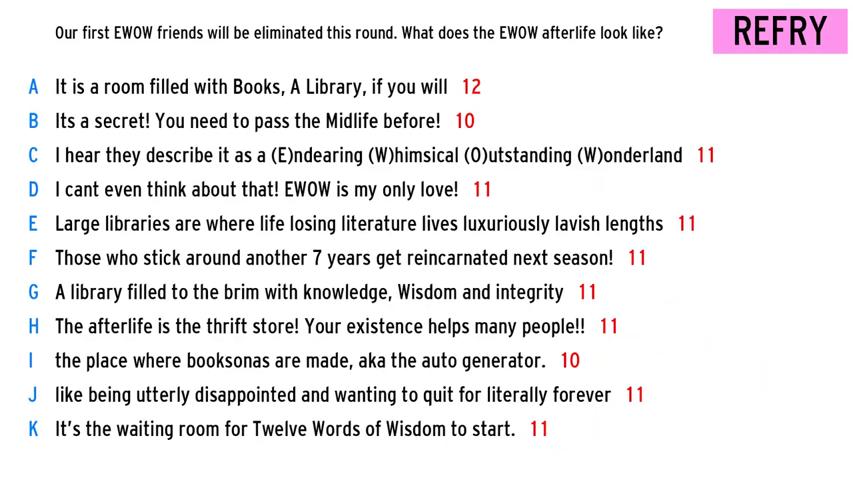 Our first EWOW friends will be eliminated this round. What does the EWOW afterlife look like?
REFRY
A It is a room filled with Books, A Library, if you will 12
B Its a secret! You need to pass the Midlife before! 10
C I hear they describe it as a (E)ndearing (W)himsical (O)utstanding (W)onderland 11
D I cant even think about that! EWOW is my only love! 11
E Large libraries are where life losing literature lives luxuriously lavish lengths 11
F Those who stick around another 7 years get reincarnated next season! 11
G A library filled to the brim with knowledge, Wisdom and integrity 11
H The afterlife is the thrift store! Your existence helps many people!! 11
I the place where booksonas are made, aka the auto generator. 10
J like being utterly disappointed and wanting to quit for literally forever 11
K It's the waiting room for Twelve Words of Wisdom to start. 11